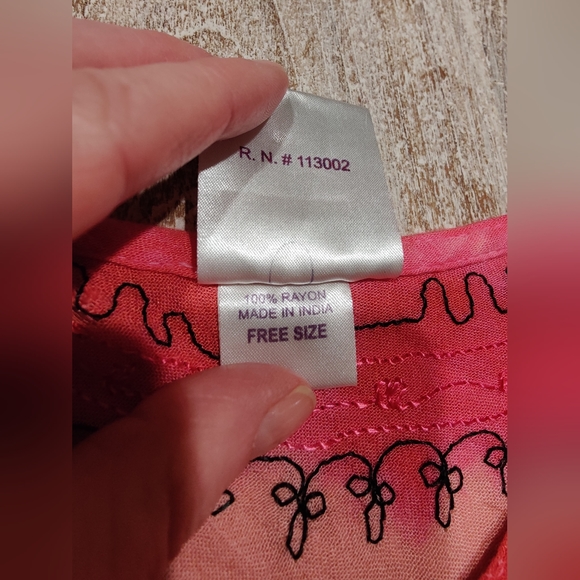 R. N. # 113002
100% RAYON
MADE IN INDIA
FREE SIZE